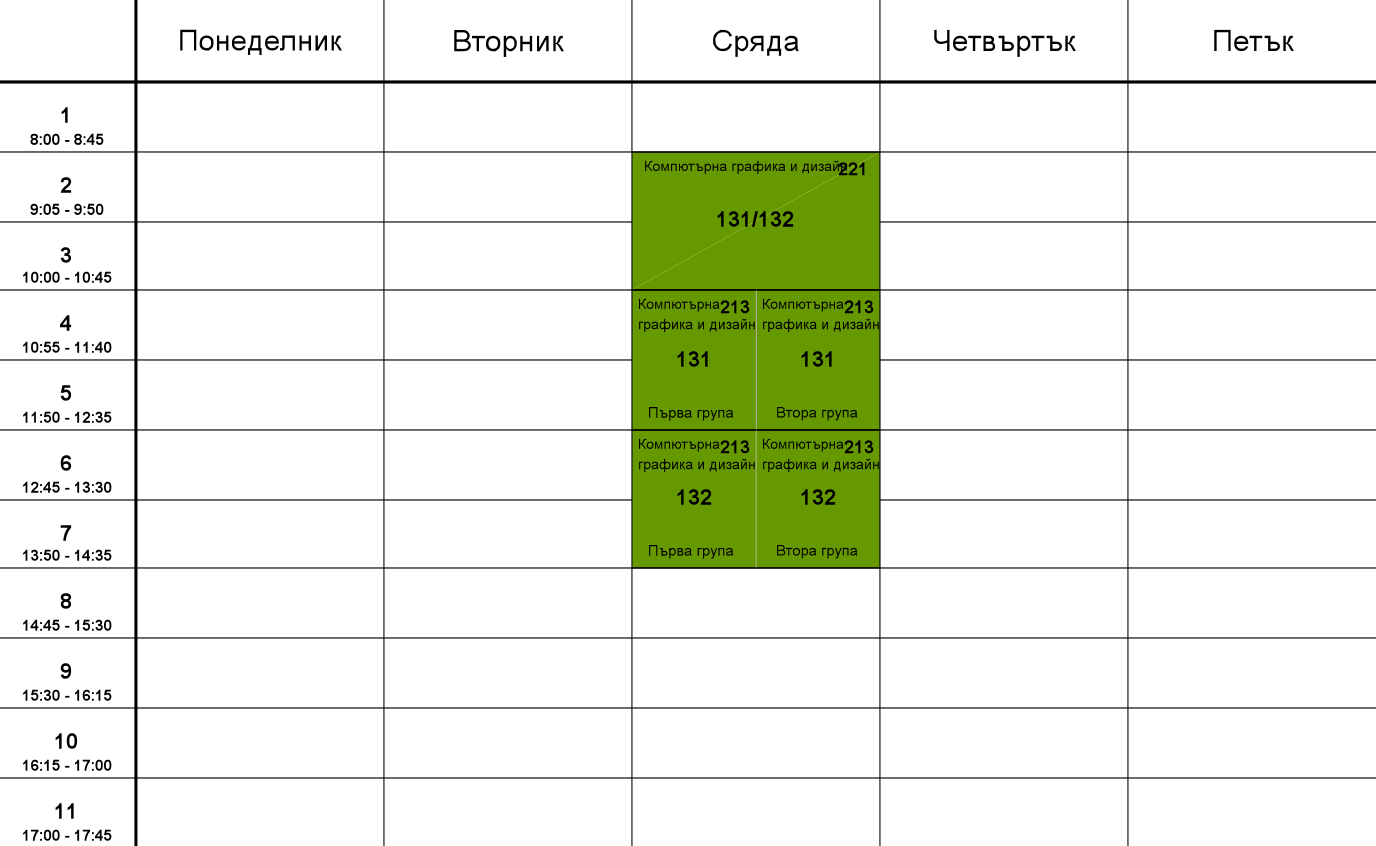 Понеделник Вторник Сряда Четвъртък Петък
1
8:00 - 8:45
2
9:05 - 9:50
Компютърна графика и дизайн 221
131/132
3
10:00 - 10:45
4
10:55 - 11:40
Компютърна 213
графика и дизайн
131
Първа група
Компютърна 213
графика и дизайн
131
Втора група
5
11:50 - 12:35
6
12:45 - 13:30
Компютърна 213
графика и дизайн
132
Първа група
Компютърна 213
графика и дизайн
132
Втора група
7
13:50 - 14:35
8
14:45 - 15:30
9
15:30 - 16:15
10
16:15 - 17:00
11
17:00 - 17:45